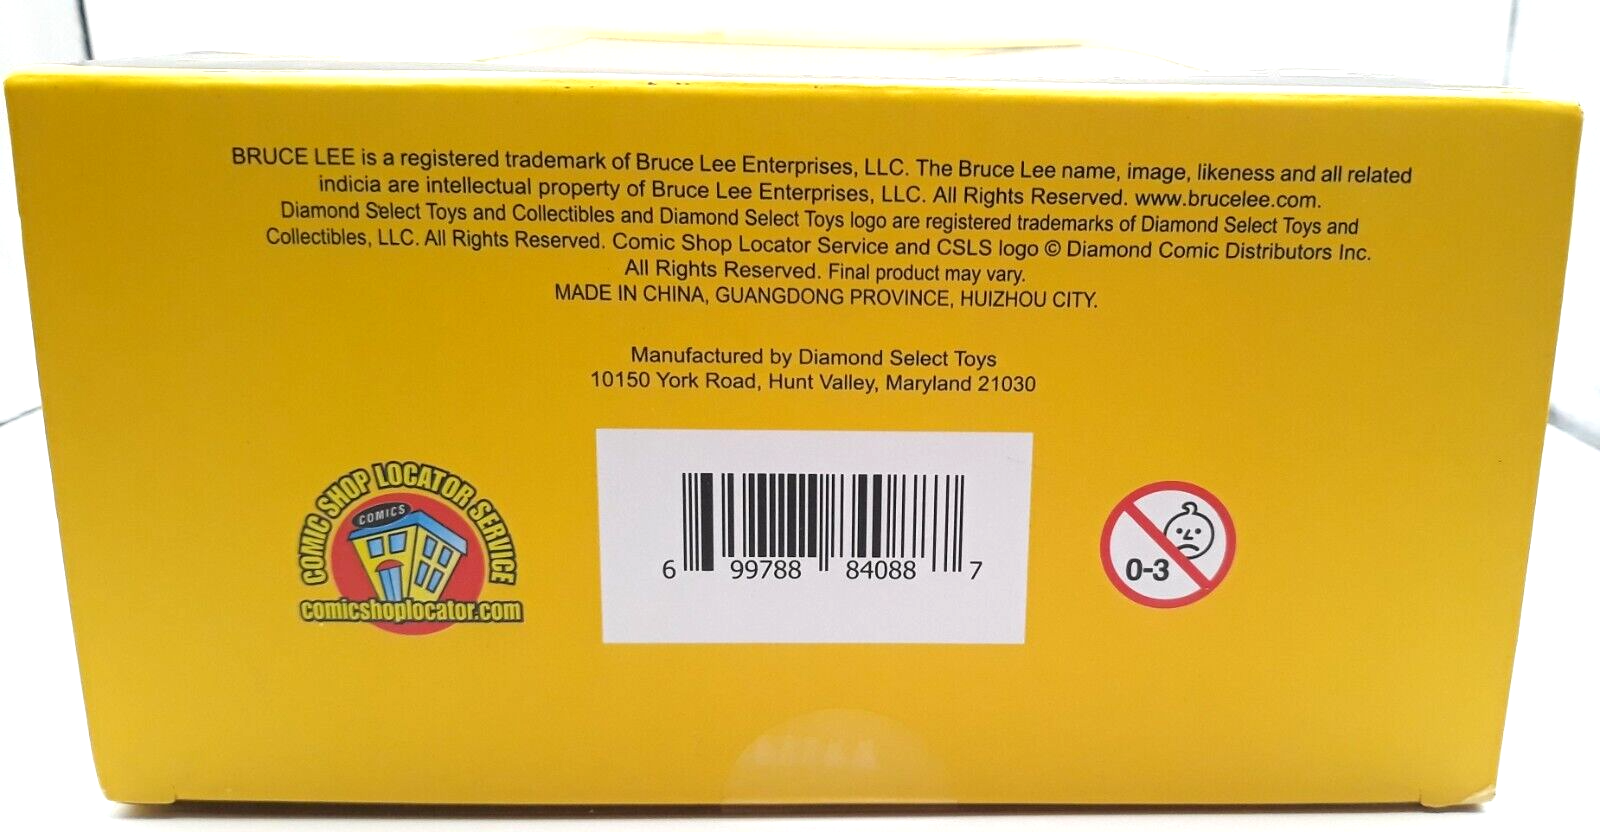 BRUCE LEE is a registered trademark of Bruce Lee Enterprises, LLC. The Bruce Lee name, image, likeness and all related
indicia are intellectual property of Bruce Lee Enterprises, LLC. All Rights Reserved. www.brucelee.com.
Diamond Select Toys and Collectibles and Diamond Select Toys logo are registered trademarks of Diamond Select Toys and
Collectibles, LLC. All Rights Reserved. Comic Shop Locator Service and CSLS logo © Diamond Comic Distributors Inc.
All Rights Reserved. Final product may vary.
MADE IN CHINA, GUANGDONG PROVINCE, HUIZHOU CITY.
Manufactured by Diamond Select Toys
10150 York Road, Hunt Valley, Maryland 21030
COMIC SHOP LOCATOR SERVICE
COMICS
comicshoplocator.com
6 99788 84088 7
0-3